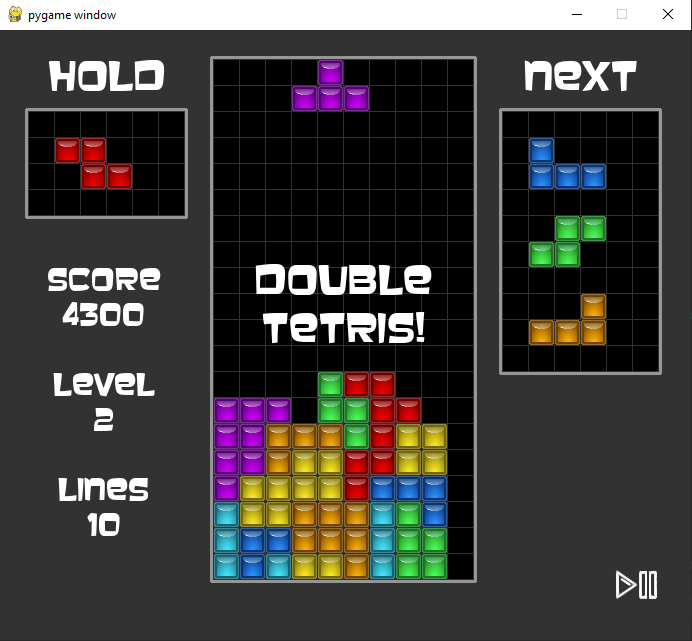 pygame window
HOLD
NEXT
SCORE
4300
DOUBLE
TETRIS!
LEVEL
2
LINES
10